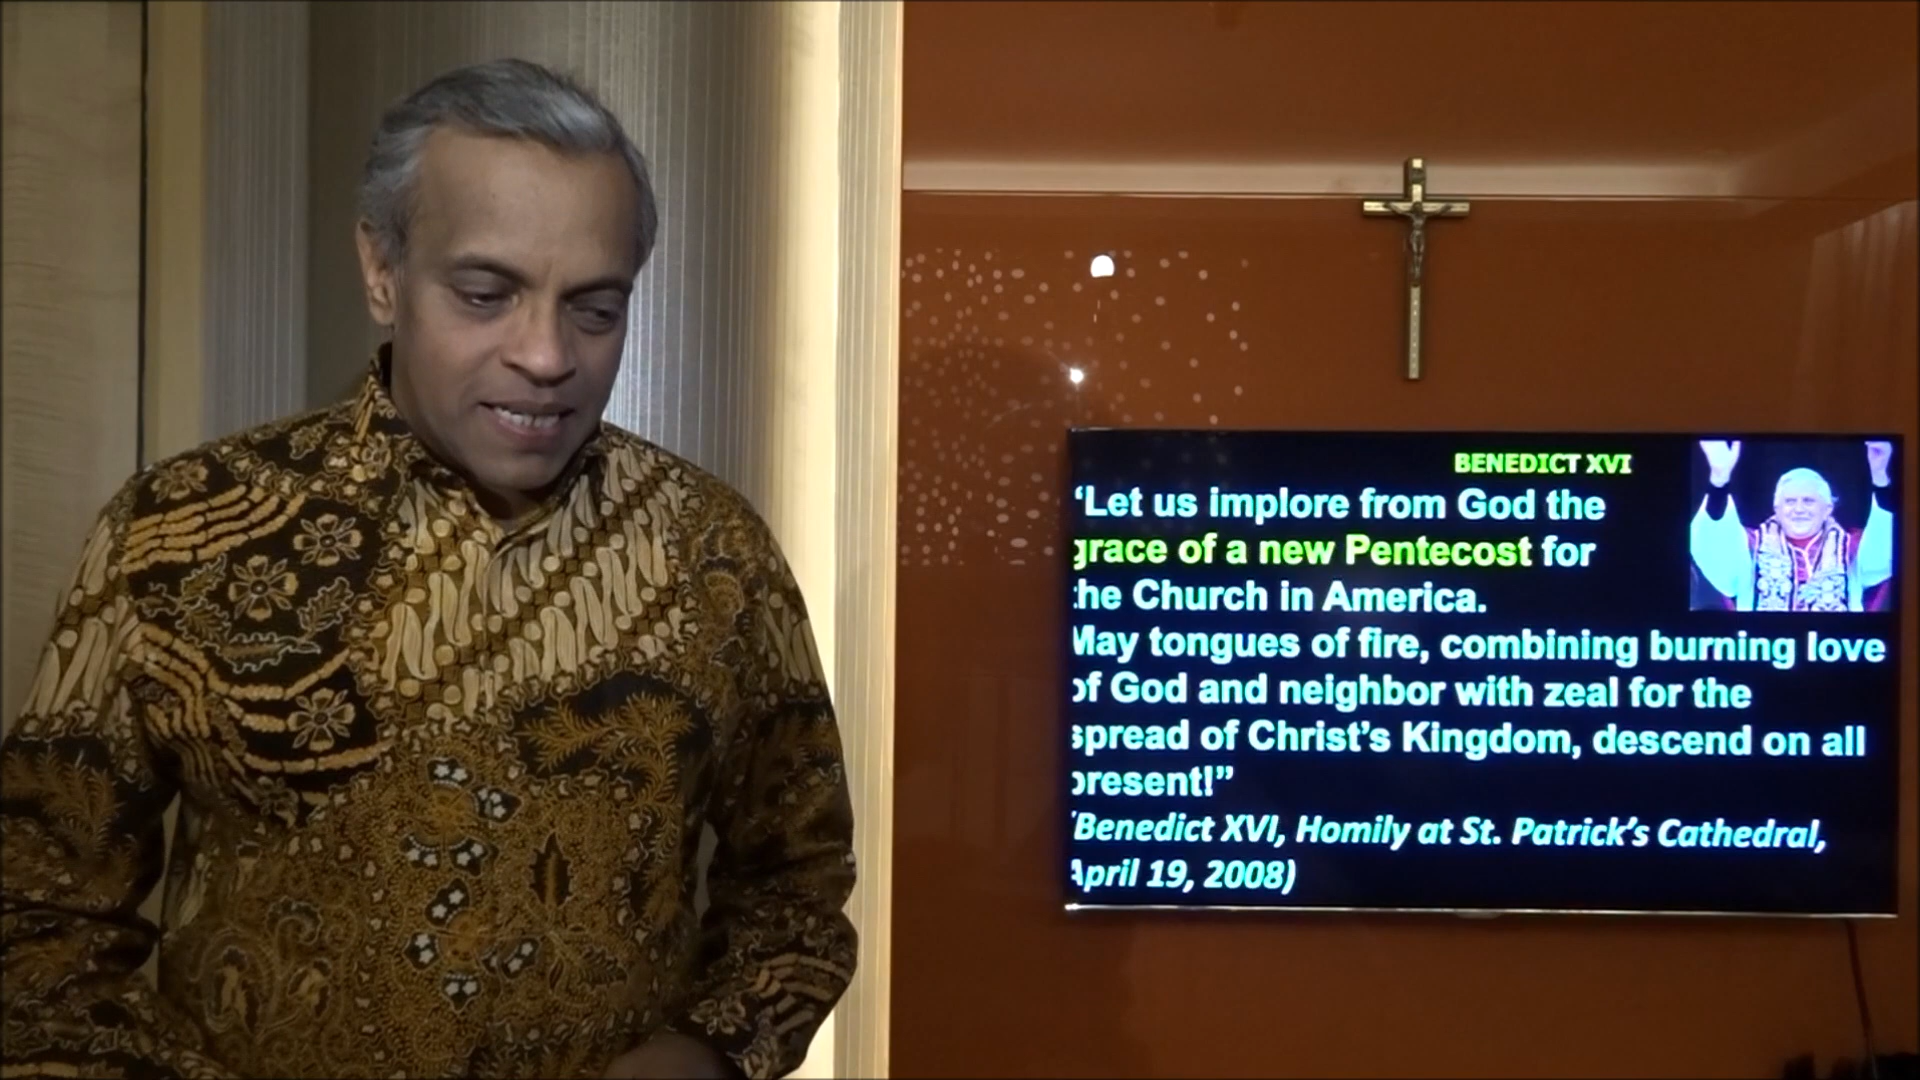 BENEDICT XVI
‘Let us implore from God the
grace of a new Pentecost for
the Church in America.
May tongues of fire, combining burning love
of God and neighbor with zeal for the
spread of Christ’s Kingdom, descend on all
present!”
(Benedict XVI, Homily at St. Patrick’s Cathedral,
April 19, 2008)